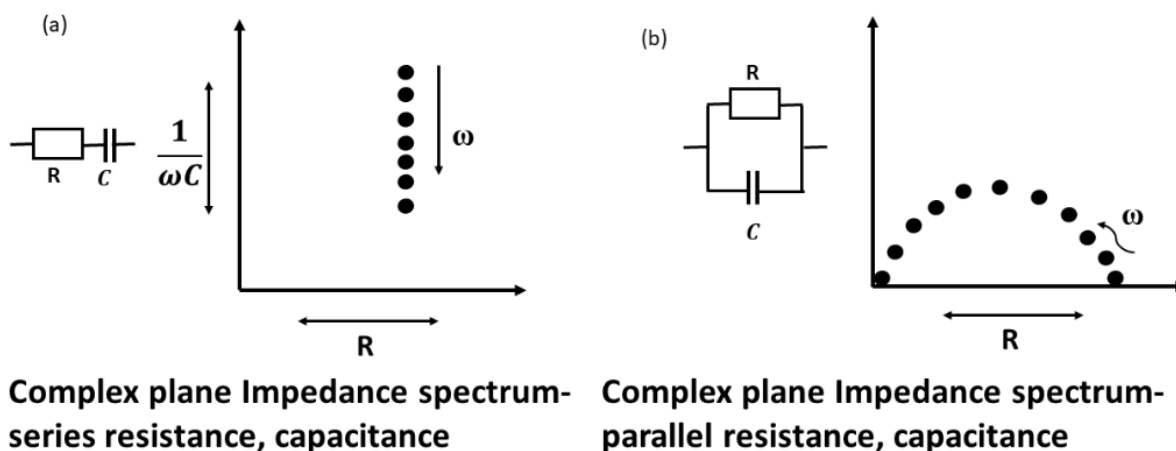 (a)
1
ωC
R
C
ω
R
Complex plane Impedance spectrum-
series resistance, capacitance
(b)
R
C
ω
R
Complex plane Impedance spectrum-
parallel resistance, capacitance